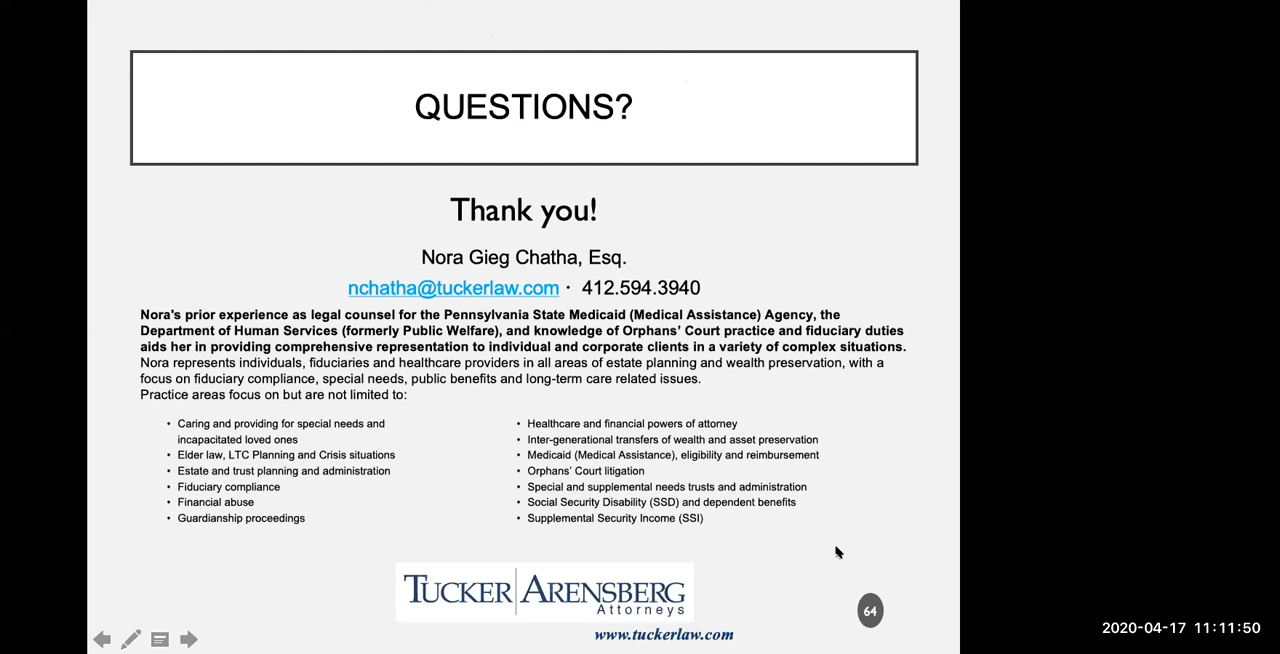 QUESTIONS?
Thank you!
Nora Gieg Chatha, Esq.
nchatha@tuckerlaw.com · 412.594.3940
Nora's prior experience as legal counsel for the Pennsylvania State Medicaid (Medical Assistance) Agency, the
Department of Human Services (formerly Public Welfare), and knowledge of Orphans' Court practice and fiduciary duties
aids her in providing comprehensive representation to individual and corporate clients in a variety of complex situations.
Nora represents individuals, fiduciaries and healthcare providers in all areas of estate planning and wealth preservation, with a
focus on fiduciary compliance, special needs, public benefits and long-term care related issues.
Practice areas focus on but are not limited to:
• Caring and providing for special needs and
incapacitated loved ones
• Elder law, LTC Planning and Crisis situations
• Estate and trust planning and administration
• Fiduciary compliance
• Financial abuse
• Guardianship proceedings
• Healthcare and financial powers of attorney
• Inter-generational transfers of wealth and asset preservation
• Medicaid (Medical Assistance), eligibility and reimbursement
• Orphans' Court litigation
• Special and supplemental needs trusts and administration
• Social Security Disability (SSD) and dependent benefits
• Supplemental Security Income (SSI)
TUCKER ARENSBERG
Attorneys
www.tuckerlaw.com
64
2020-04-17 11:11:50